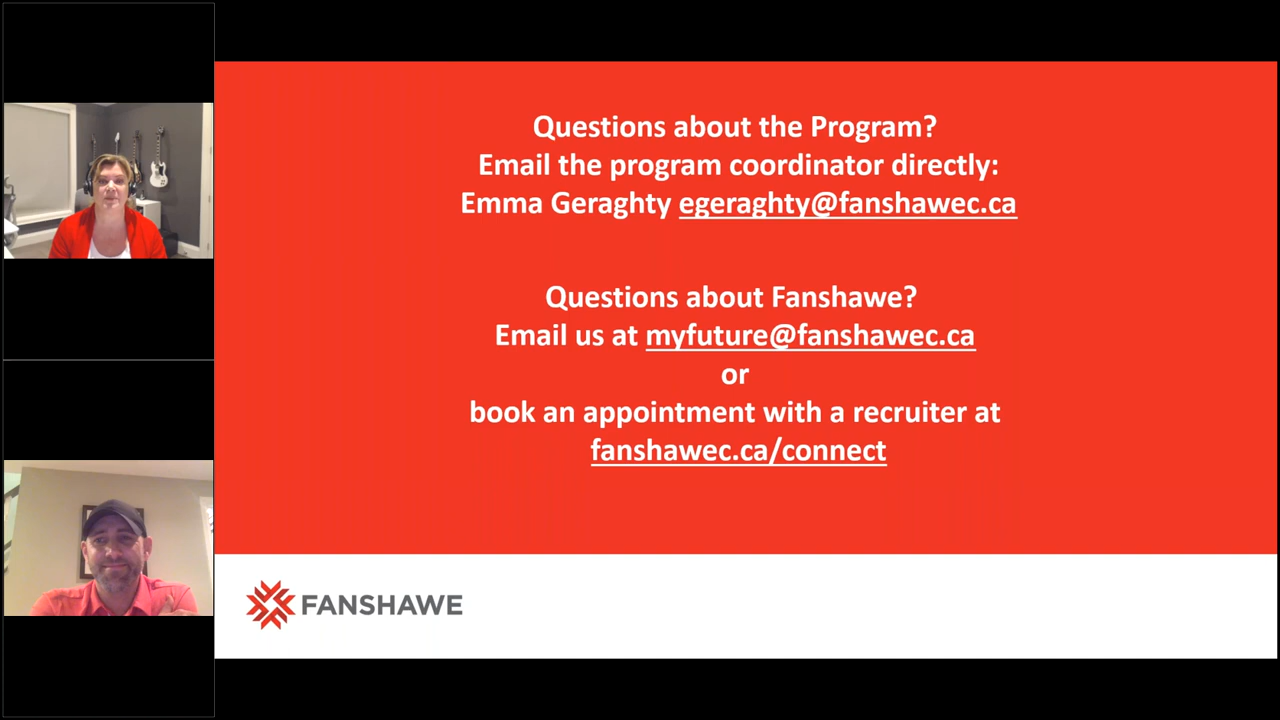 Questions about the Program?
Email the program coordinator directly:
Emma Geraghty egeraghty@fanshawec.ca
Questions about Fanshawe?
Email us at myfuture@fanshawec.ca
or
book an appointment with a recruiter at
fanshawec.ca/connect
FANSHAWE